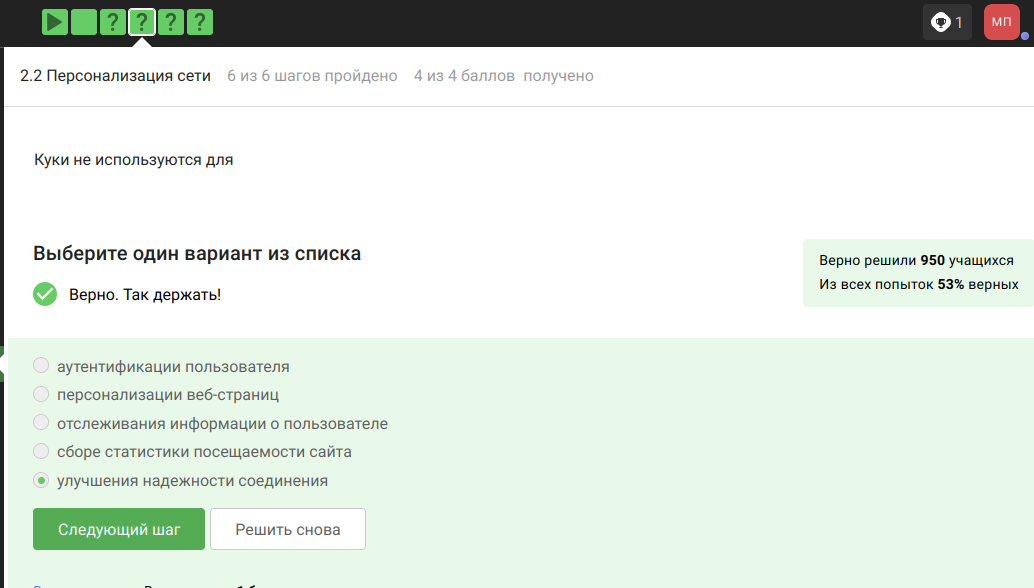 ? ? ? ?
1
МП
2.2 Персонализация сети 6 из 6 шагов пройдено 4 из 4 баллов получено
Куки не используются для
Выберите один вариант из списка
Верно. Так держать!
Верно решили 950 учащихся
Из всех попыток 53% верных
аутентификации пользователя
персонализации веб-страниц
отслеживания информации о пользователе
сборе статистики посещаемости сайта
улучшения надежности соединения
Следующий шаг
Решить снова